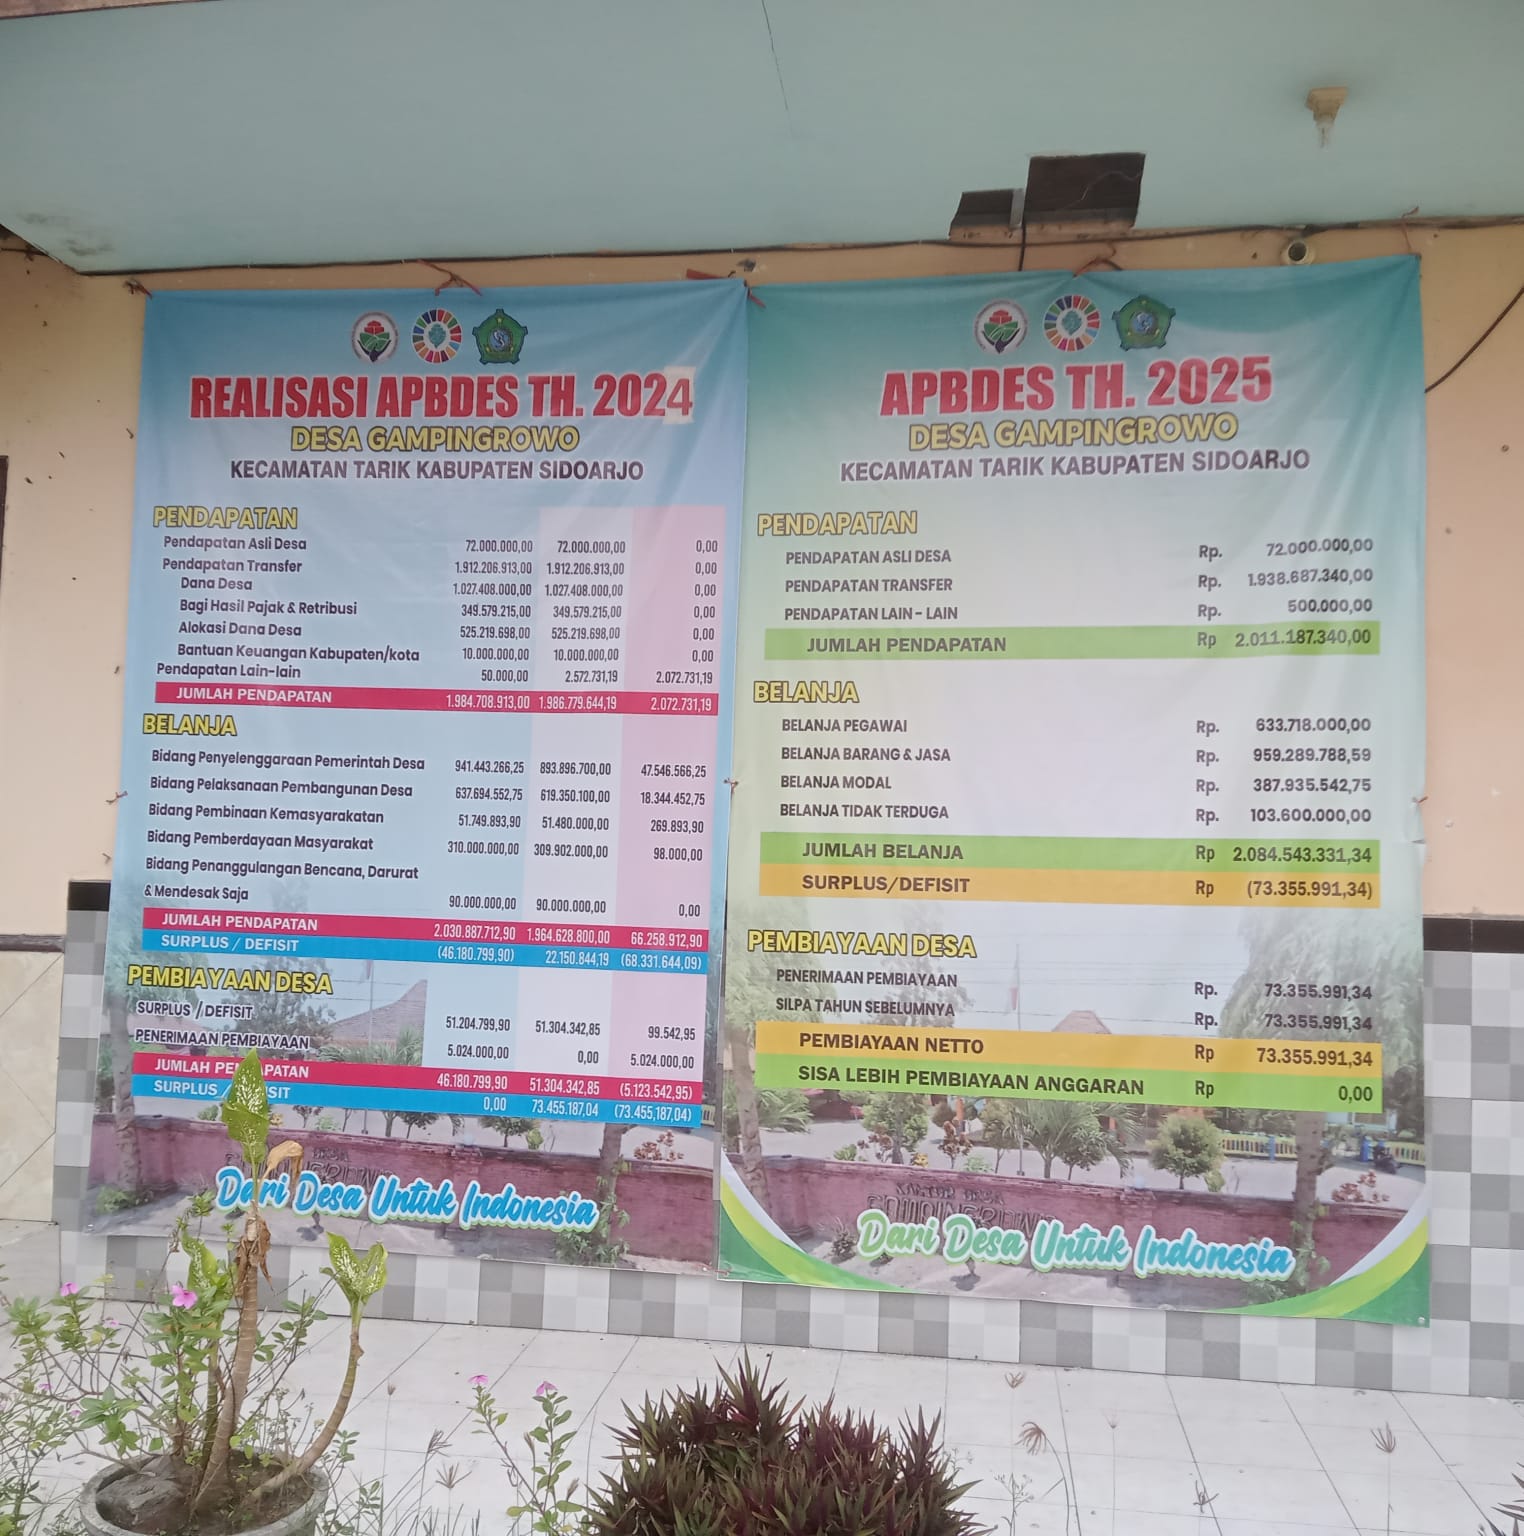 REALISASI APBDES TH. 2024
DESA GAMPINGROWO
KECAMATAN TARIK KABUPATEN SIDOARJO
PENDAPATAN
Pendapatan Asli Desa 72.000.000,00 72.000.000,00 0,00
Pendapatan Transfer 1.912.206.913,00 1.912.206.913,00 0,00
Dana Desa 1.027.408.000,00 1.027.408.000,00 0,00
Bagi Hasil Pajak & Retribusi 349.579.215,00 349.579.215,00 0,00
Alokasi Dana Desa 525.219.698,00 525.219.698,00 0,00
Bantuan Keuangan Kabupaten/kota 10.000.000,00 10.000.000,00 0,00
Pendapatan Lain-lain 50.000,00 2.572.731,19 2.072.731,19
JUMLAH PENDAPATAN 1.984.708.913,00 1.986.779.644,19 2.072.731,19
BELANJA
Bidang Penyelenggaraan Pemerintah Desa 941.443.266,25 893.896.700,00 47.546.566,25
Bidang Pelaksanaan Pembangunan Desa 637.694.552,75 619.350.100,00 18.344.452,75
Bidang Pembinaan Kemasyarakatan 51.749.893,90 51.480.000,00 269.893,90
Bidang Pemberdayaan Masyarakat 310.000.000,00 309.902.000,00 98.000,00
Bidang Penanggulangan Bencana, Darurat
& Mendesak Saja 90.000.000,00 90.000.000,00 0,00
JUMLAH PENDAPATAN 2.030.887.712,90 1.964.628.800,00 66.258.912,90
SURPLUS / DEFISIT (46.180.799,90) 22.150.844,19 (68.331.644,09)
PEMBIAYAAN DESA
SURPLUS / DEFISIT 51.204.799,90 51.304.342,85 99.542,95
PENERIMAAN PEMBIAYAAN 5.024.000,00 0,00 5.024.000,00
JUMLAH 46.180.799,90 51.304.342,85 (5.123.542,95)
SURPLUS 0,00 73.455.187,04 (73.455.187,04)
Dari Desa Untuk Indonesia
APBDES TH. 2025
DESA GAMPINGROWO
KECAMATAN TARIK KABUPATEN SIDOARJO
PENDAPATAN
PENDAPATAN ASLI DESA Rp. 72.000.000,00
PENDAPATAN TRANSFER Rp. 1.938.687.340,00
PENDAPATAN LAIN - LAIN Rp. 500.000,00
JUMLAH PENDAPATAN Rp 2.011.187.340,00
BELANJA
BELANJA PEGAWAI Rp. 633.718.000,00
BELANJA BARANG & JASA Rp. 959.289.788,59
BELANJA MODAL Rp. 387.935.542,75
BELANJA TIDAK TERDUGA Rp. 103.600.000,00
JUMLAH BELANJA Rp 2.084.543.331,34
SURPLUS/DEFISIT Rp (73.355.991,34)
PEMBIAYAAN DESA
PENERIMAAN PEMBIAYAAN Rp. 73.355.991,34
SILPA TAHUN SEBELUMNYA Rp. 73.355.991,34
PEMBIAYAAN NETTO Rp 73.355.991,34
SISA LEBIH PEMBIAYAAN ANGGARAN Rp 0,00
Dari Desa Untuk Indonesia